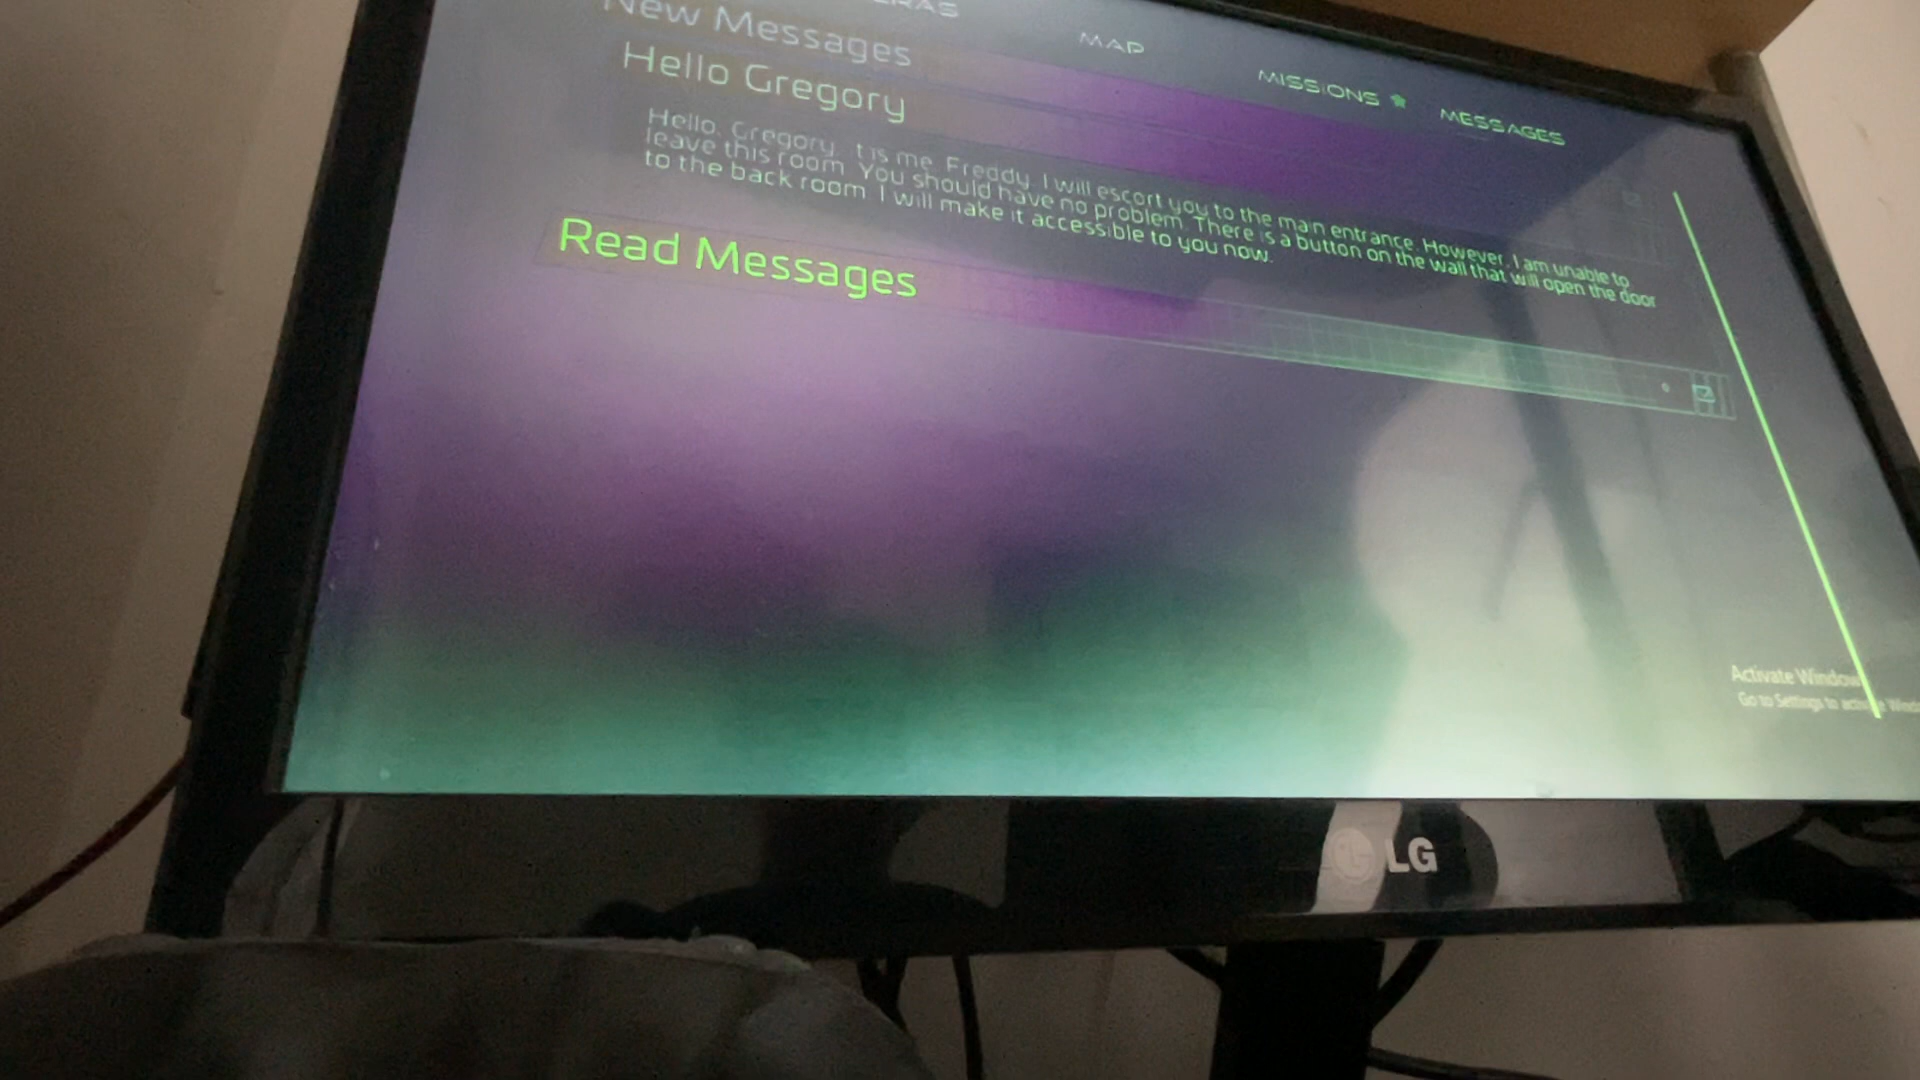 MAP
MISSIONS
MESSAGES
New Messages
Hello Gregory
Hello, Gregory. t is me, Freddy. I will escort you to the main entrance. However, I am unable to
leave this room. You should have no problem. There is a button on the wall that will open the door
to the back room. I will make it accessible to you now.
Read Messages
Activate Window
Go to Settings to activate Wind
LG